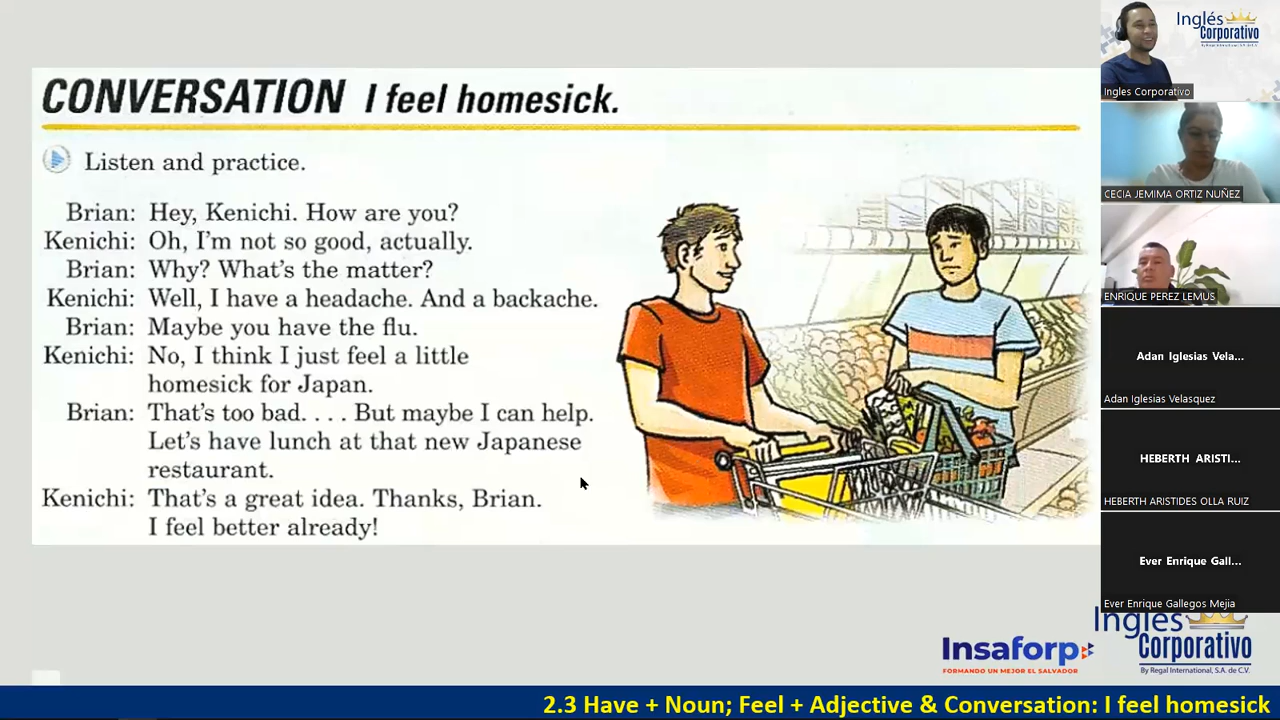 CONVERSATION I feel homesick.
Listen and practice.
Brian: Hey, Kenichi. How are you?
Kenichi: Oh, I'm not so good, actually.
Brian: Why? What's the matter?
Kenichi: Well, I have a headache. And a backache.
Brian: Maybe you have the flu.
Kenichi: No, I think I just feel a little
homesick for Japan.
Brian: That's too bad. . . . But maybe I can help.
Let's have lunch at that new Japanese
restaurant.
Kenichi: That's a great idea. Thanks, Brian.
I feel better already!
Inglés
Corporativo
By Regal International, S.A. de C.V.
Ingles Corporativo
CECIA JEMIMA ORTIZ NUÑEZ
ENRIQUE PEREZ LEMUS
Adan Iglesias Vela...
Adan Iglesias Velasquez
HEBERTH ARISTI...
HEBERTH ARISTIDES OLLA RUIZ
Ever Enrique Gall...
Ever Enrique Gallegos Mejia
Insaforp
FORMANDO UN MEJOR EL SALVADOR
Inglés
Corporativo
By Regal International, S.A. de C.V.
2.3 Have + Noun; Feel + Adjective & Conversation: I feel homesick